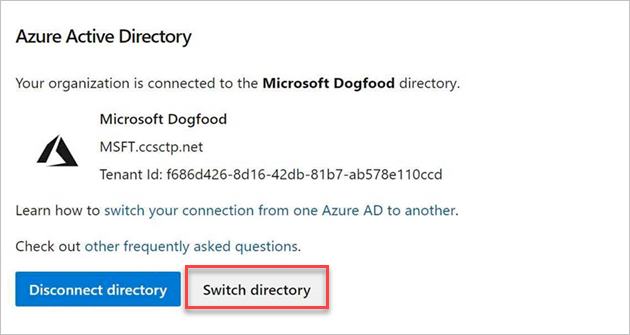 Azure Active Directory
Your organization is connected to the Microsoft Dogfood directory.
Microsoft Dogfood
MSFT.ccsctp.net
Tenant Id: f686d426-8d16-42db-81b7-ab578e110ccd
Learn how to switch your connection from one Azure AD to another.
Check out other frequently asked questions.
Disconnect directory
Switch directory